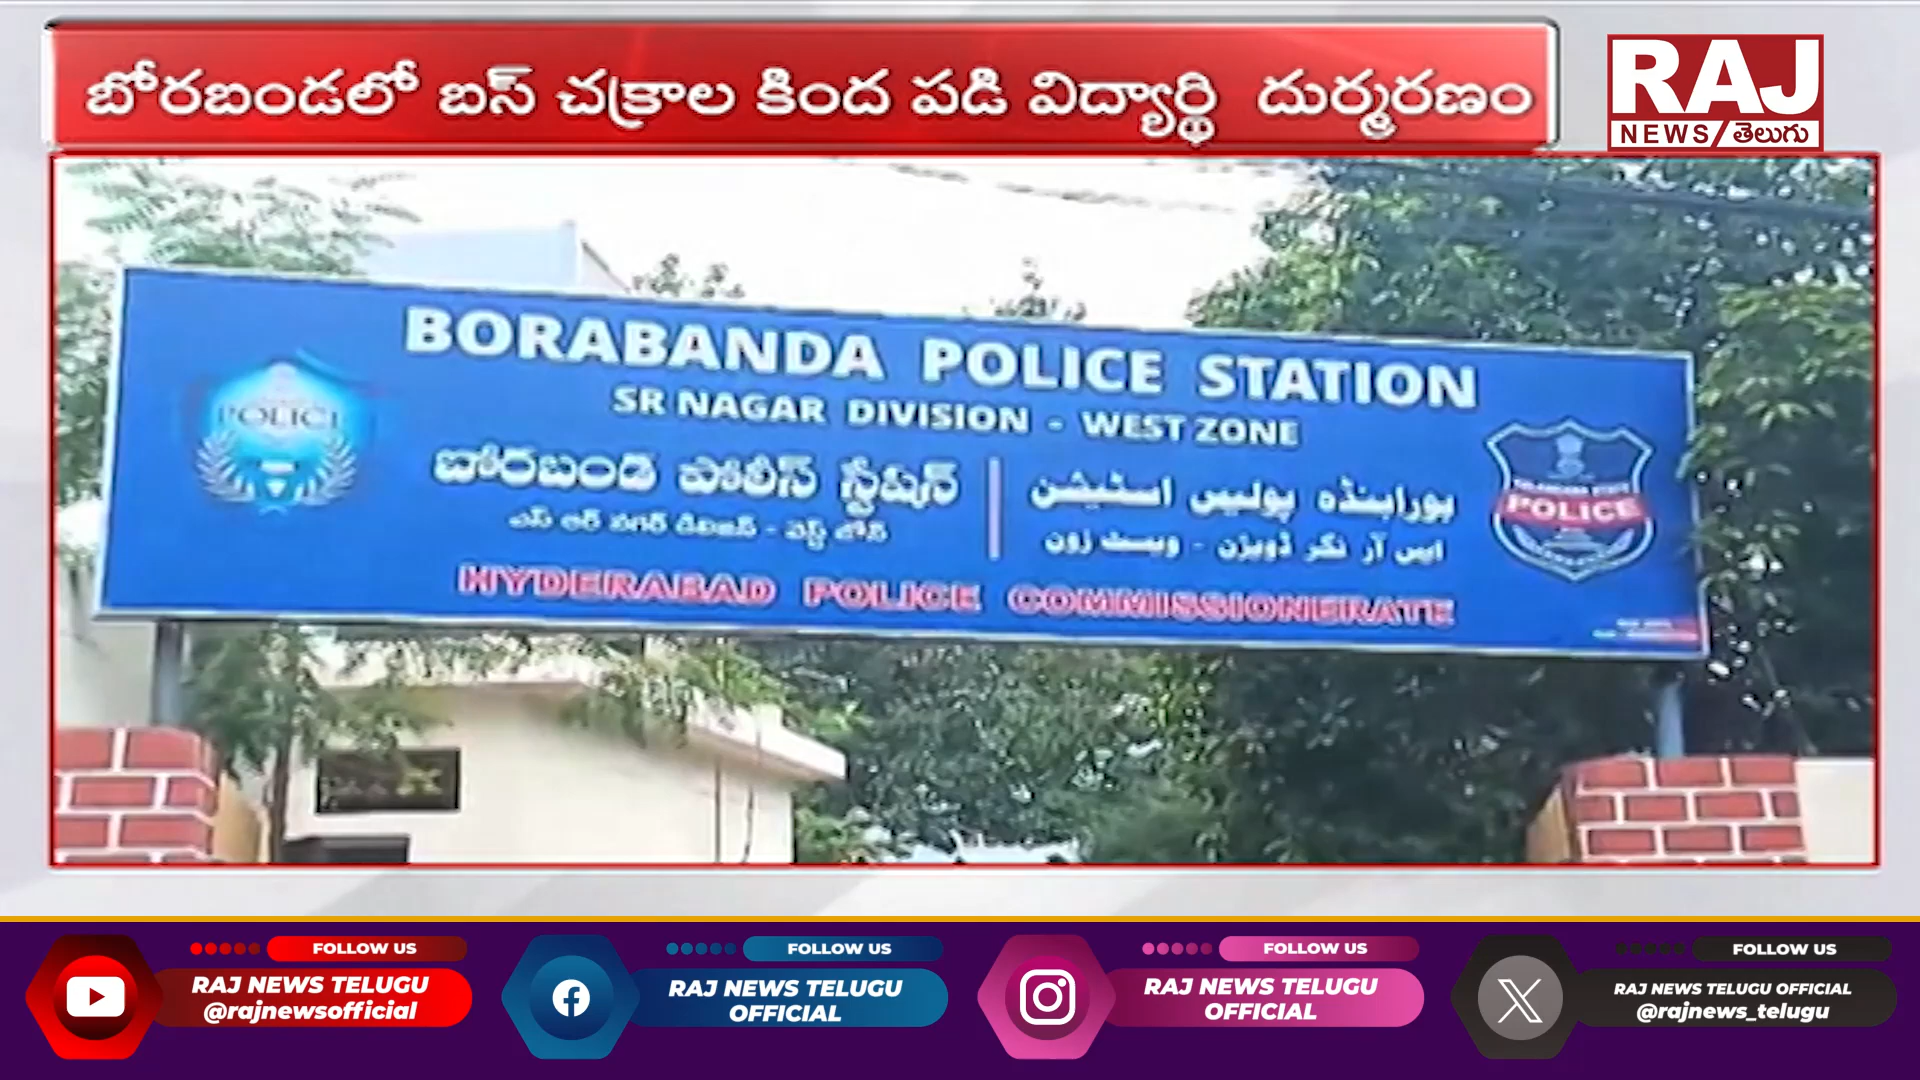 బోరబండలో బస్ చక్రాల కింద పడి విద్యార్థి దుర్మరణం
RAJ
NEWS/తెలుగు
BORABANDA POLICE STATION
SR NAGAR DIVISION - WEST ZONE
POLICE
బోరబండ పోలీస్ స్టేషన్
ఎస్ ఆర్ నగర్ డివిజన్ - వెస్ట్ జోన్
بورابنڈه پولیس اسٹیشن
ایس آر نگر ڈویژن - ویسٹ زون
POLICE
HYDERABAD POLICE COMMISSIONERATE
FOLLOW US
RAJ NEWS TELUGU
@rajnewsofficial
FOLLOW US
RAJ NEWS TELUGU
OFFICIAL
FOLLOW US
RAJ NEWS TELUGU
OFFICIAL
FOLLOW US
RAJ NEWS TELUGU OFFICIAL
@rajnews_telugu